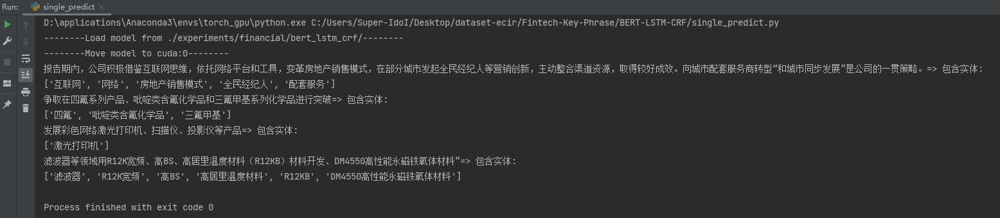 Run: single_predict
D:\applications\Anaconda3\envs\torch_gpu\python.exe C:/Users/Super-IdoI/Desktop/dataset-ecir/Fintech-Key-Phrase/BERT-LSTM-CRF/single_predict.py
--------Load model from ./experiments/financial/bert_lstm_crf/--------
--------Move model to cuda:0--------
报告期内，公司积极借鉴互联网思维，依托网络平台和工具，变革房地产销售模式，在部分城市发起全民经纪人等营销创新，主动整合渠道资源，取得较好成效。向城市配套服务商转型“和城市同步发展”是公司的一贯策略。=> 包含实体:
['互联网', '网络', '房地产销售模式', '全民经纪人', '配套服务']
争取在四氟系列产品、吡啶类含氟化学品和三氟甲基系列化学品进行突破=> 包含实体:
['四氟', '吡啶类含氟化学品', '三氟甲基']
发展彩色网络激光打印机、扫描仪、投影仪等产品=> 包含实体:
['激光打印机']
滤波器等领域用R12K宽频、高BS、高居里温度材料（R12KB）材料开发、DM4550高性能永磁铁氧体材料”=> 包含实体:
['滤波器', 'R12K宽频', '高BS', '高居里温度材料', 'R12KB', 'DM4550高性能永磁铁氧体材料']
Process finished with exit code 0